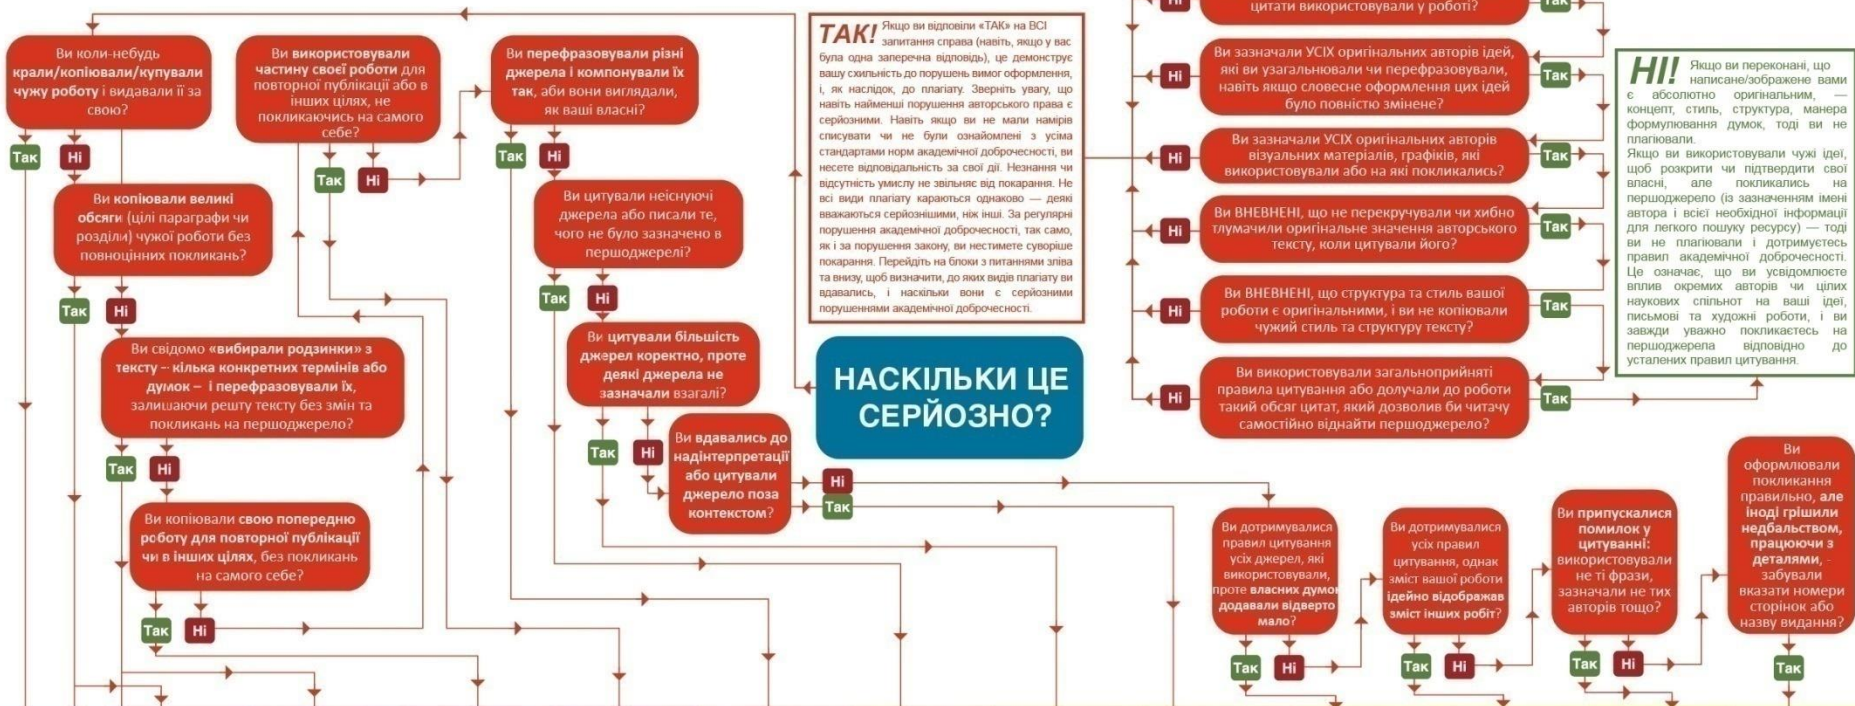 Ви коли-небудь
крали/копіювали/купували
чужу роботу і видавали її за
свою?
Так
Ні
Ви копіювали великі
обсяги (цілі параграфи чи
розділи) чужої роботи без
повноцінних покликань?
Так
Ні
Ви свідомо «вибирали родзинки» з
тексту – кілька конкретних термінів або
думок – і перефразовували їх,
залишаючи решту тексту без змін та
покликань на першоджерело?
Так
Ні
Ви копіювали свою попередню
роботу для повторної публікації
чи в інших цілях, без покликань
на самого себе?
Так
Ні
Ви використовували
частину своєї роботи для
повторної публікації або в
інших цілях, не
покликаючись на самого
себе?
Так
Ні
Ви перефразовували різні
джерела і компонували їх
так, аби вони виглядали,
як ваші власні?
Так
Ні
Ви цитували неіснуючі
джерела або писали те,
чого не було зазначено в
першоджерелі?
Так
Ні
Ви цитували більшість
джерел коректно, проте
деякі джерела не
зазначали взагалі?
Так
Ні
Ви вдавались до
надінтерпретації
або цитували
джерело поза
контекстом?
Ні
Так
ТАК! Якщо ви відповіли «ТАК» на ВСІ
запитання справа (навіть, якщо у вас
була одна заперечна відповідь), це демонструє
вашу схильність до порушень вимог оформлення,
і, як наслідок, до плагіату. Зверніть увагу, що
навіть найменші порушення авторського права є
серйозними. Навіть якщо ви не мали намірів
списувати чи не були ознайомлені з усіма
стандартами норм академічної доброчесності, ви
несете відповідальність за свої дії. Незнання чи
відсутність умислу не звільняє від покарання. Не
всі види плагіату караються однаково — деякі
вважаються серйознішими, ніж інші. За регулярні
порушення академічної доброчесності, так само,
як і за порушення закону, ви нестимете суворіше
покарання. Перейдіть на блоки з питаннями зліва
та внизу, щоб визначити, до яких видів плагіату ви
вдавались, і наскільки вони є серйозними
порушеннями академічної доброчесності.
НАСКІЛЬКИ ЦЕ
СЕРЙОЗНО?
цитати використовували у роботі?
Ні
Так
Ви зазначали УСІХ оригінальних авторів ідей,
які ви узагальнювали чи перефразовували,
навіть якщо словесне оформлення цих ідей
було повністю змінене?
Ні
Так
Ви зазначали УСІХ оригінальних авторів
візуальних матеріалів, графіків, які
використовували або на які покликались?
Ні
Так
Ви ВНЕВНЕНІ, що не перекручували чи хибно
тлумачили оригінальне значення авторського
тексту, коли цитували його?
Ні
Так
Ви ВНЕВНЕНІ, що структура та стиль вашої
роботи є оригінальними, і ви не копіювали
чужий стиль та структуру тексту?
Ні
Так
Ви використовували загальноприйняті
правила цитування або долучали до роботи
такий обсяг цитат, який дозволив би читачу
самостійно віднайти першоджерело?
Ні
Так
НІ! Якщо ви переконані, що
написане/зображене вами
є абсолютно оригінальним, —
концепт, стиль, структура, манера
формулювання думок, тоді ви не
плагіювали.
Якщо ви використовували чужі ідеї,
щоб розкрити чи підтвердити свої
власні, але покликались на
першоджерело (із зазначенням імені
автора і всієї необхідної інформації
для легкого пошуку ресурсу) — тоді
ви не плагіювали і дотримуєтесь
правил академічної доброчесності.
Це означає, що ви усвідомлюєте
вплив окремих авторів чи цілих
наукових спільнот на ваші ідеї,
письмові та художні роботи, і ви
завжди уважно покликаєтесь на
першоджерела відповідно до
усталених правил цитування.
Ви дотримувалися
правил цитування
усіх джерел, які
використовували,
проте власних думок
додавали відверто
мало?
Так
Ні
Ви дотримувалися
усіх правил
цитування, однак
зміст вашої роботи
ідейно відображав
зміст інших робіт?
Так
Ні
Ви припускалися
помилок у
цитуванні:
використовували
не ті фрази,
зазначали не тих
авторів тощо?
Так
Ні
Ви
оформлювали
покликання
правильно, але
іноді грішили
недбальством,
працюючи з
деталями, -
забували
вказати номери
сторінок або
назву видання?
Так